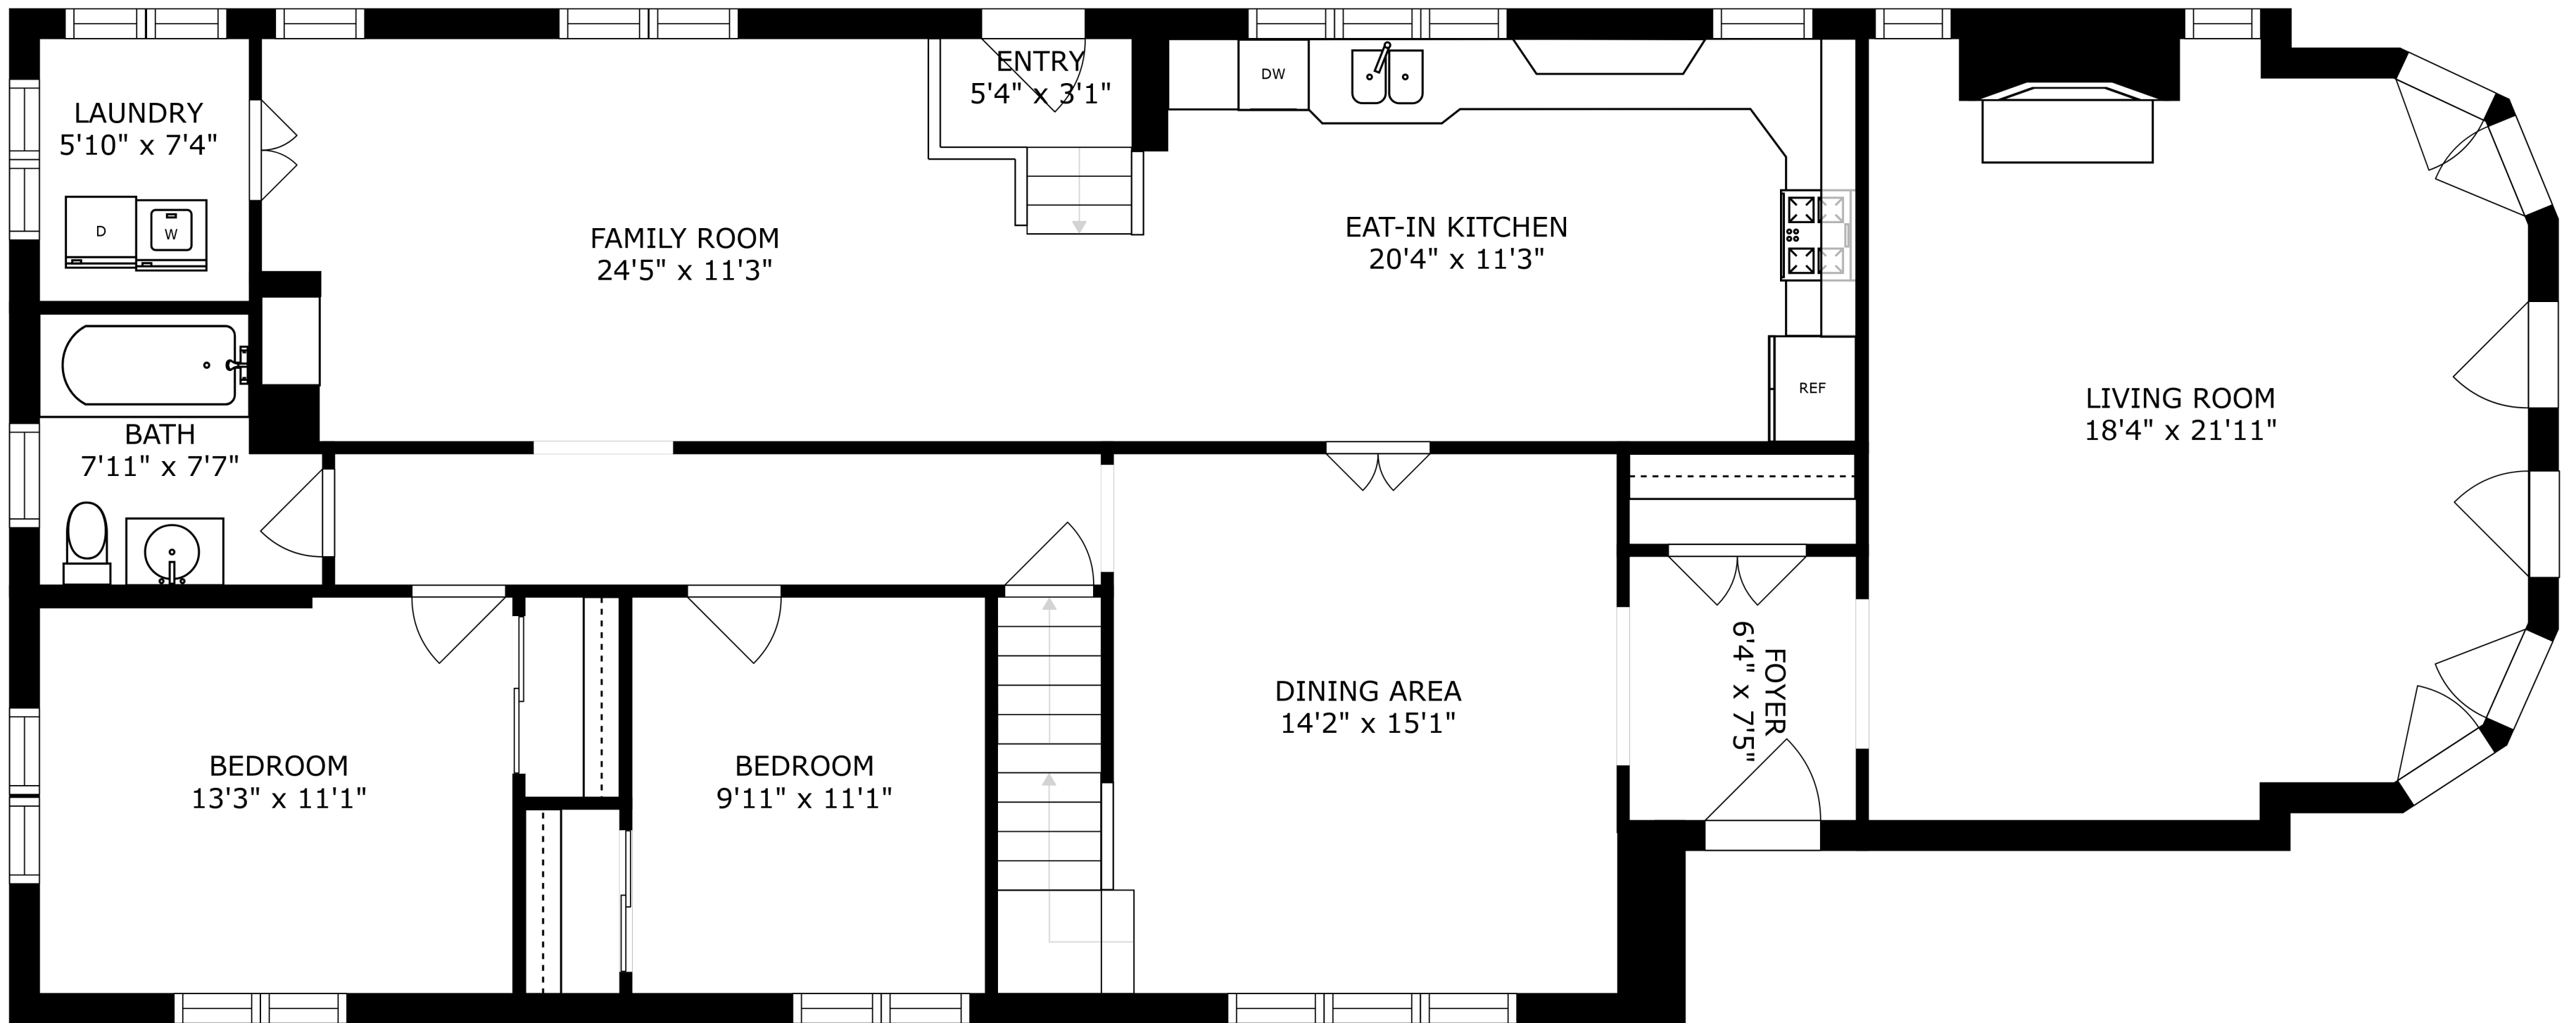 ENTRY
5'4" x 3'1"
DW
LAUNDRY
5'10" x 7'4"
D
W
FAMILY ROOM
24'5" x 11'3"
EAT-IN KITCHEN
20'4" x 11'3"
REF
LIVING ROOM
18'4" x 21'11"
BATH
7'11" x 7'7"
FOYER
6'4" x 7'5"
DINING AREA
14'2" x 15'1"
BEDROOM
13'3" x 11'1"
BEDROOM
9'11" x 11'1"